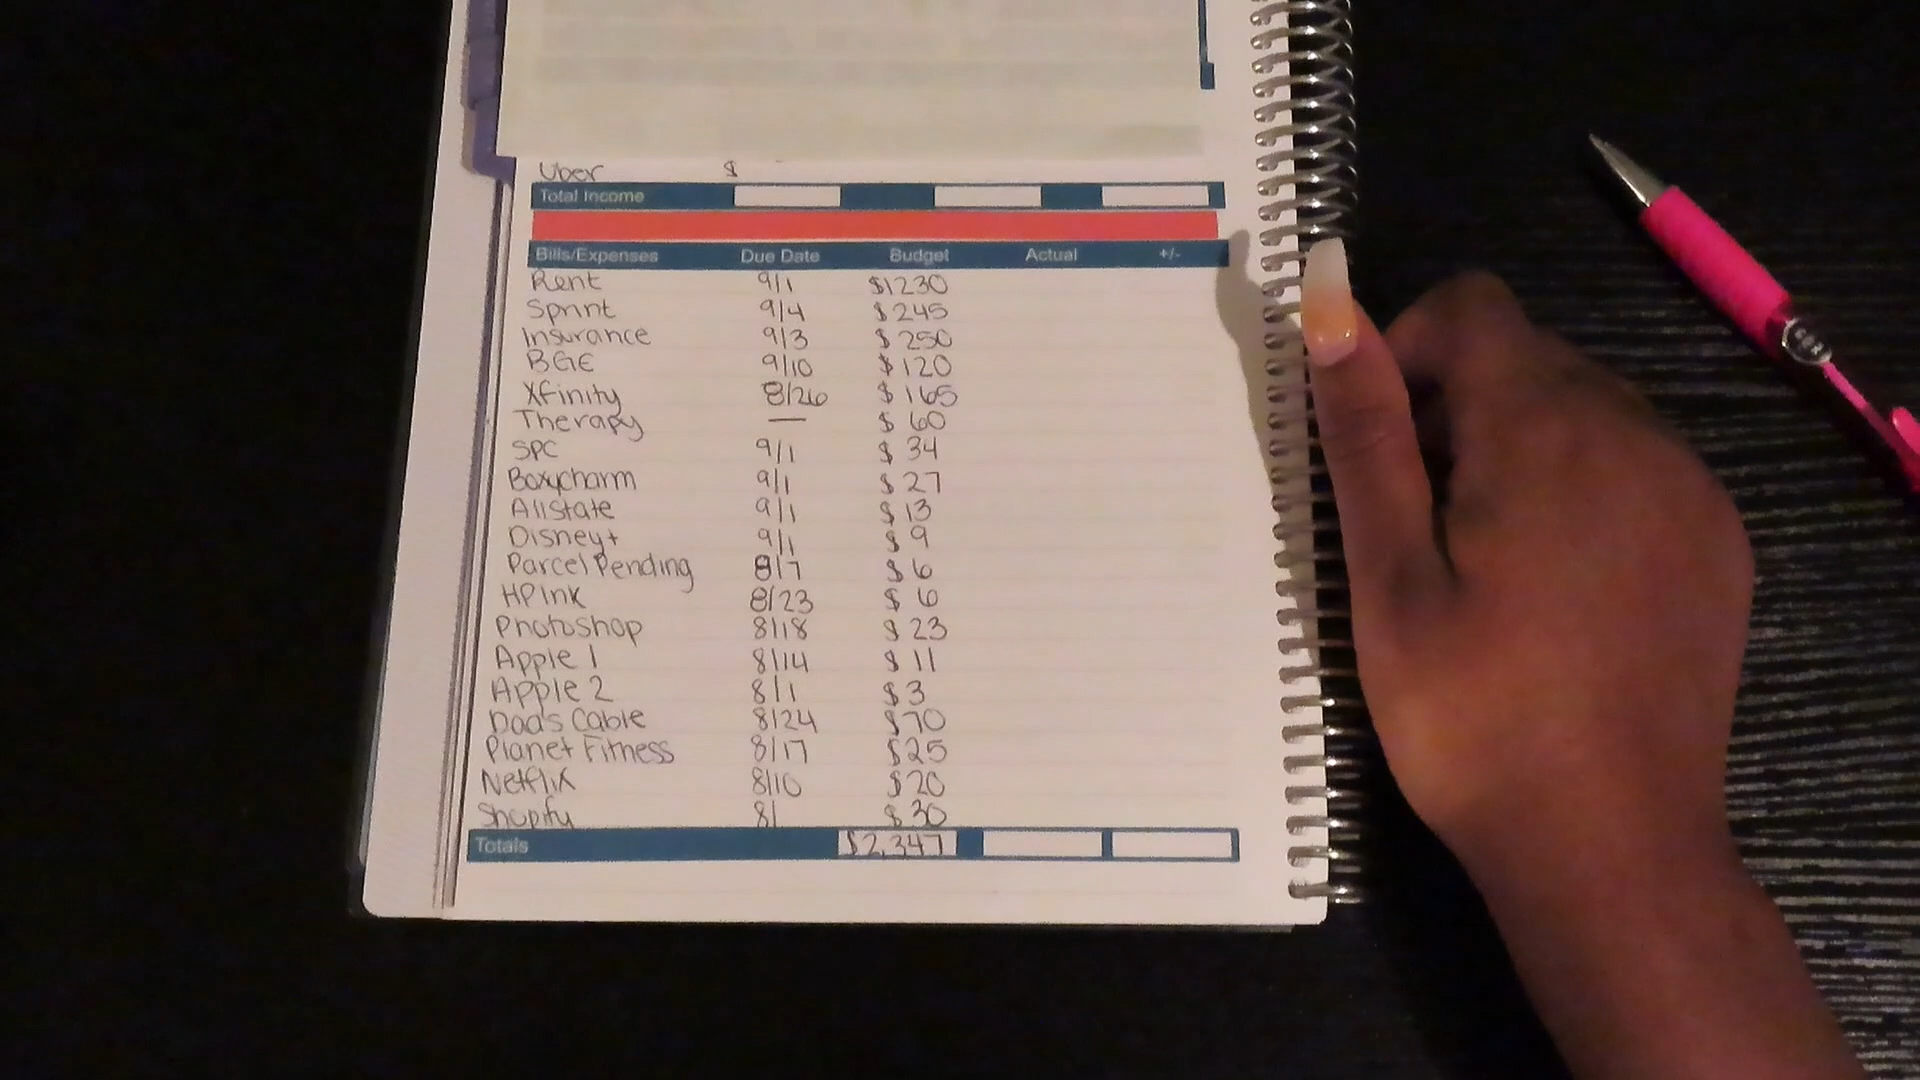 Uber $
Total Income
Bills/Expenses Due Date Budget Actual +/-
Rent 9/1 $1230
Sprint 9/4 $245
Insurance 9/3 $250
BGE 9/10 $120
Xfinity 8/26 $165
Therapy — $60
SPC 9/1 $34
Boxycharm 9/1 $27
Allstate 9/1 $13
Disney+ 9/1 $9
Parcel Pending 8/7 $6
HP Ink 8/23 $6
Photoshop 8/18 $23
Apple 1 8/14 $11
Apple 2 8/1 $3
Dad's Cable 8/24 $70
Planet Fitness 8/17 $25
Netflix 8/10 $20
Shopify 8/ $30
Totals $2,347